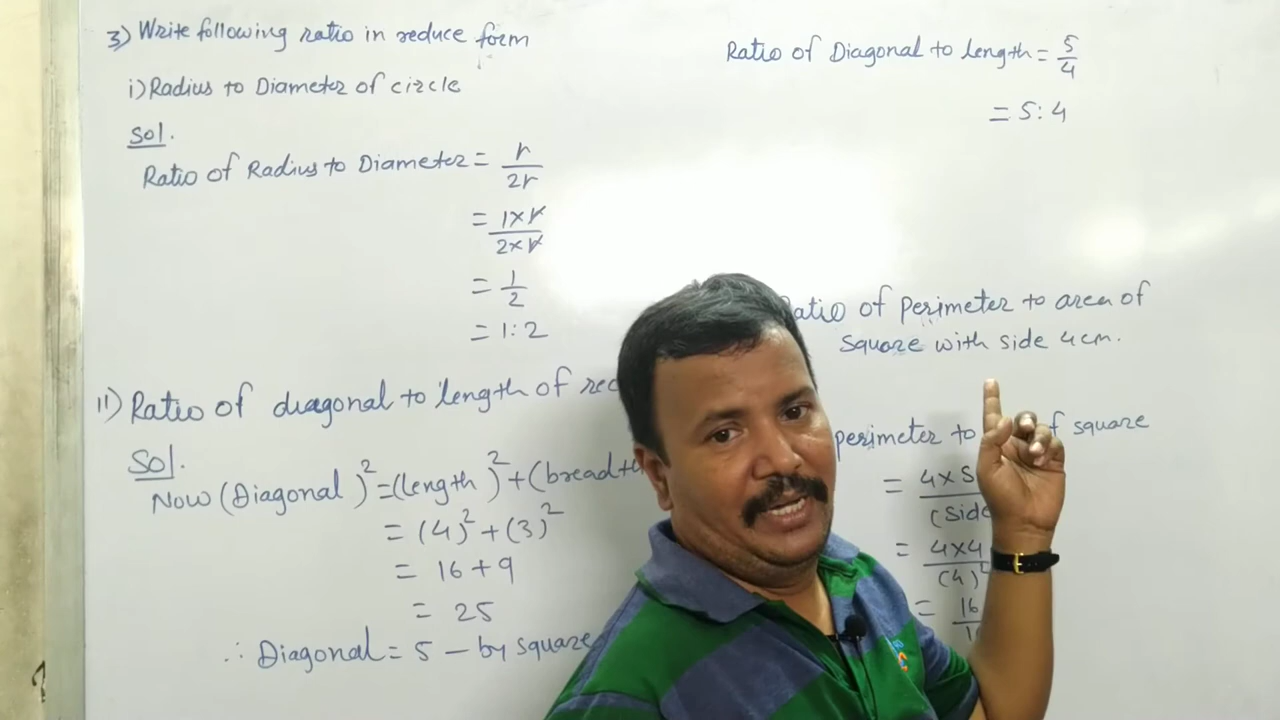 3) Write following ratio in reduce form
i) Radius to Diameter of circle
Sol.
Ratio of Radius to Diameter = r/2r
= 1×r/2×r
= 1/2
= 1:2
II) Ratio of diagonal to length of
Sol.
Now (Diagonal)² = (length)² + (breadth
= (4)² + (3)²
= 16 + 9
= 25
∴ Diagonal = 5 — by square
Ratio of Diagonal to length = 5/4
= 5:4
Ratio of perimeter to area of
square with side 4cm.
perimeter to square
= 4×S/(Side
= 4×4/(4)²
= 16/